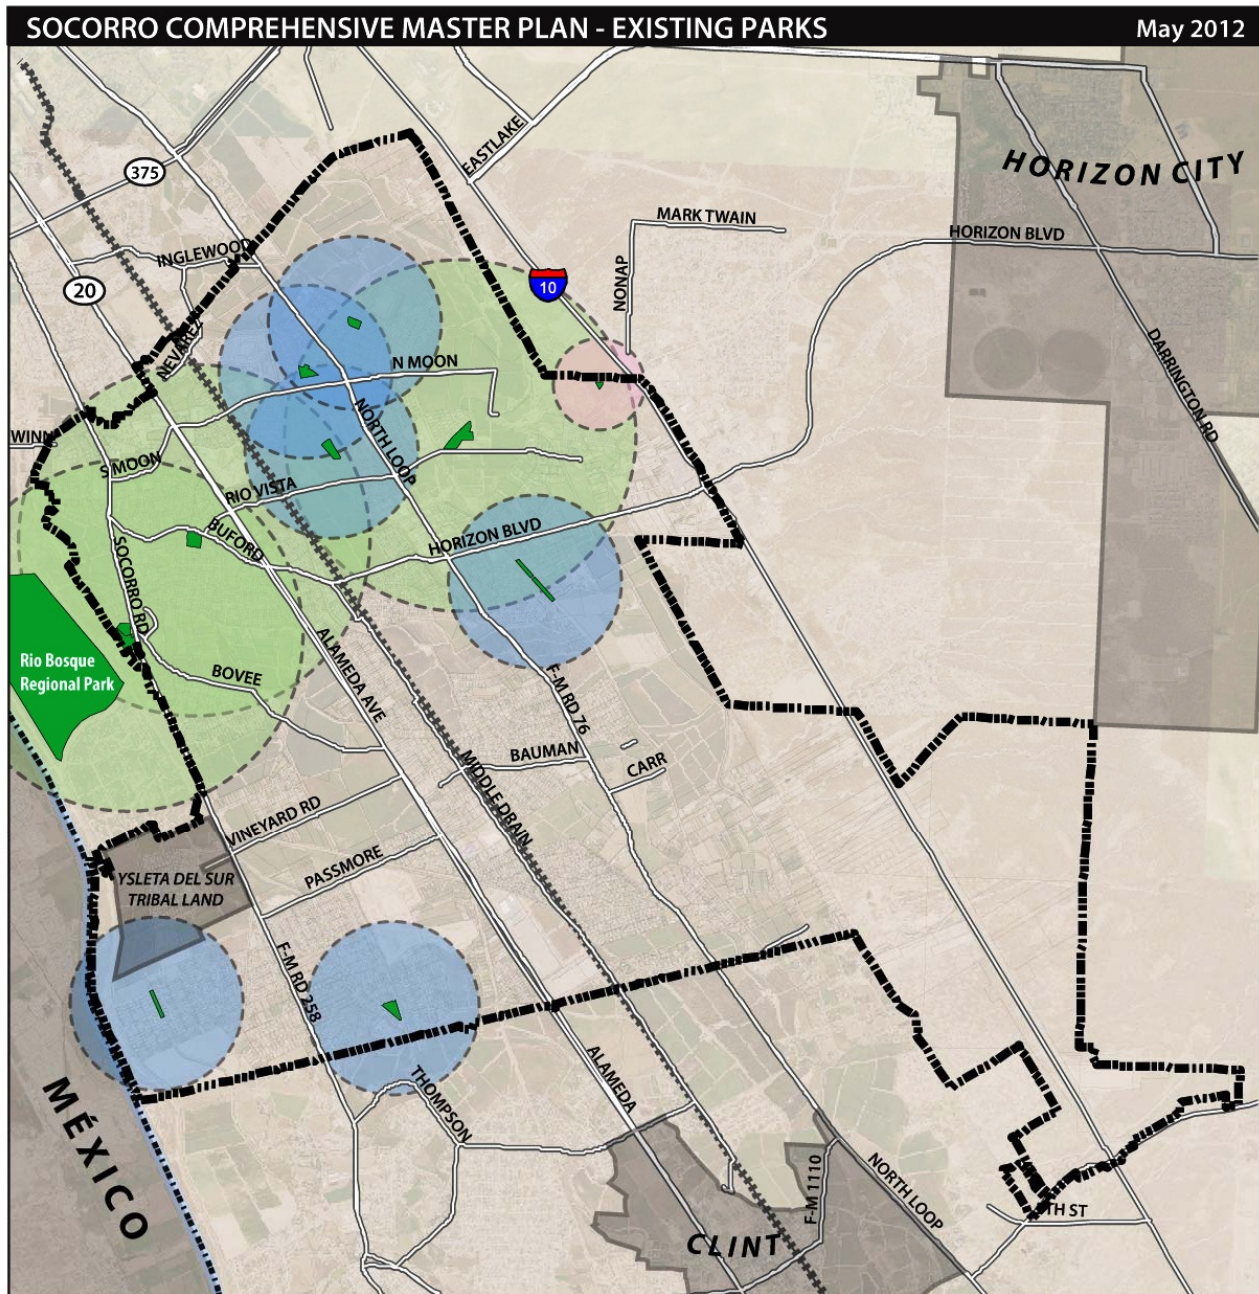 SOCORRO COMPREHENSIVE MASTER PLAN - EXISTING PARKS
May 2012
EASTLAKE
HORIZON CITY
375
MARK TWAIN
HORIZON BLVD
INGLEWOOD
20
10
NONAP
NEVAREZ
DARRINGTON RD
N MOON
WINN
NORTH LOOP
S MOON
RIO VISTA
BUFORD
HORIZON BLVD
SOCORRO RD
Rio Bosque
Regional Park
BOVEE
ALAMEDA AVE
F-M RD 76
BAUMAN
CARR
MIDDLE DRAIN
VINEYARD RD
PASSMORE
YSLETA DEL SUR
TRIBAL LAND
F-M RD 258
THOMPSON
ALAMEDA
MÉXICO
F-M 1110
NORTH LOOP
TH ST
CLINT